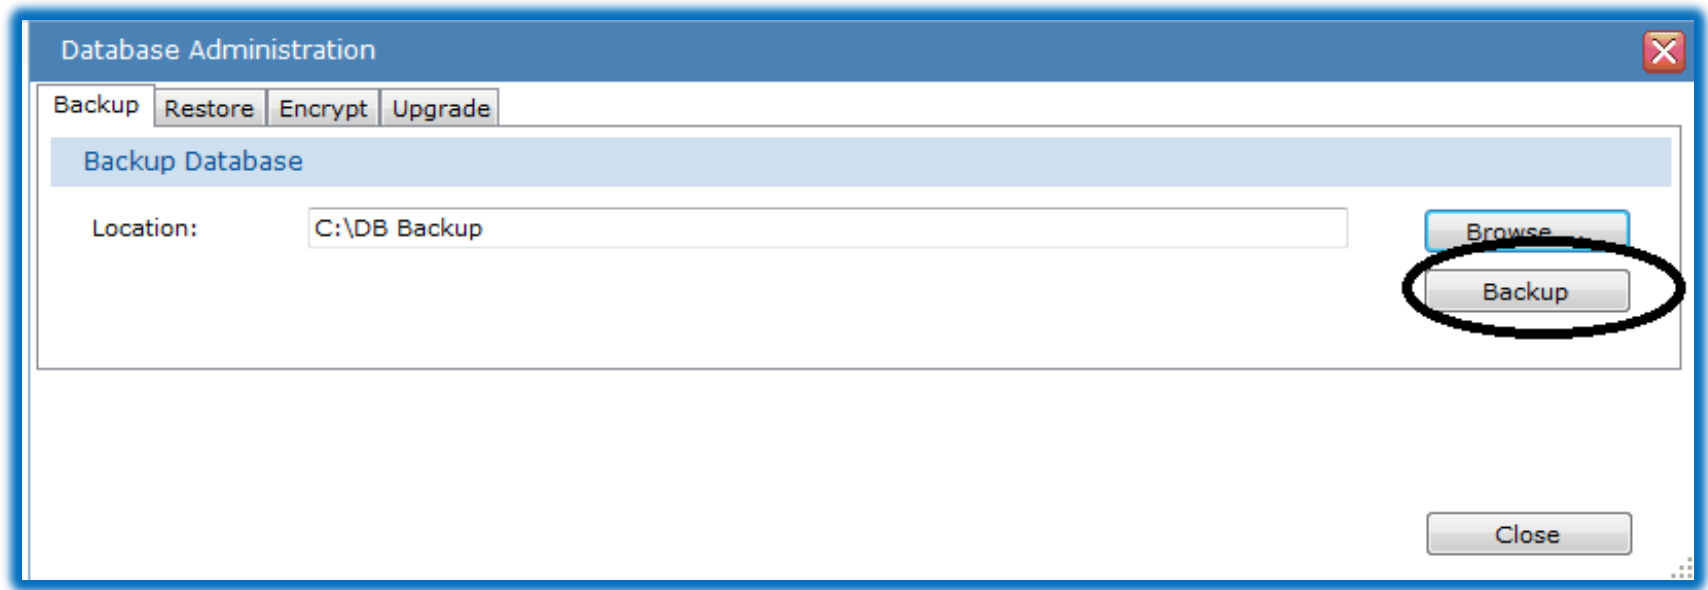 Database Administration
Backup Restore Encrypt Upgrade
Backup Database
Location: C:\DB Backup Browse ...
Backup
Close